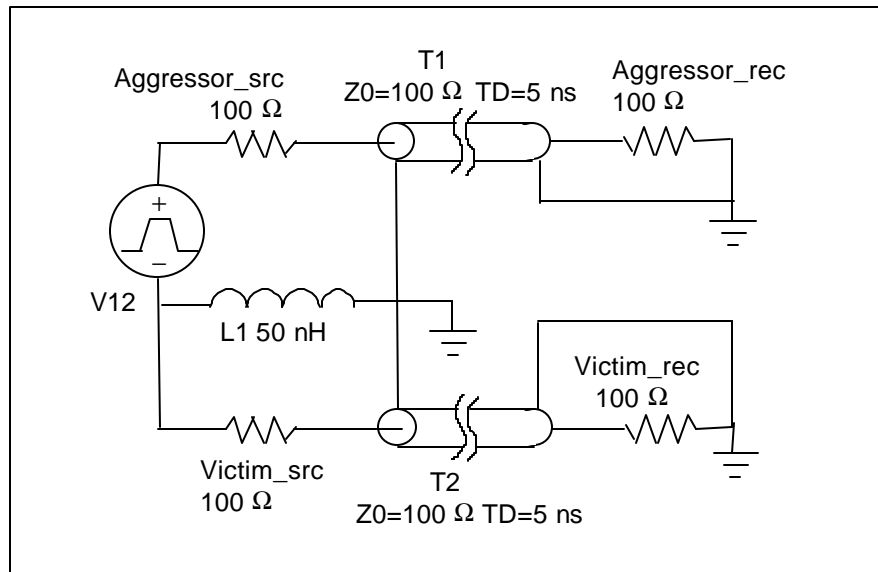 T1
Z0=100 Ω TD=5 ns
Aggressor_src
100 Ω
Aggressor_rec
100 Ω
+
−
V12
L1 50 nH
Victim_rec
100 Ω
Victim_src
100 Ω
T2
Z0=100 Ω TD=5 ns